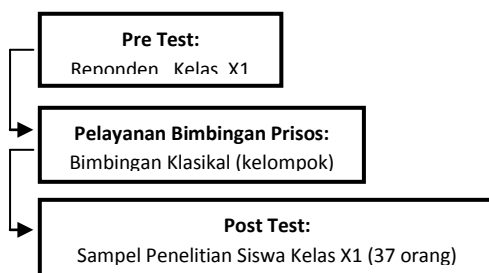 Pre Test:
Reponden Kelas X1
Pelayanan Bimbingan Prisos:
Bimbingan Klasikal (kelompok)
Post Test:
Sampel Penelitian Siswa Kelas X1 (37 orang)